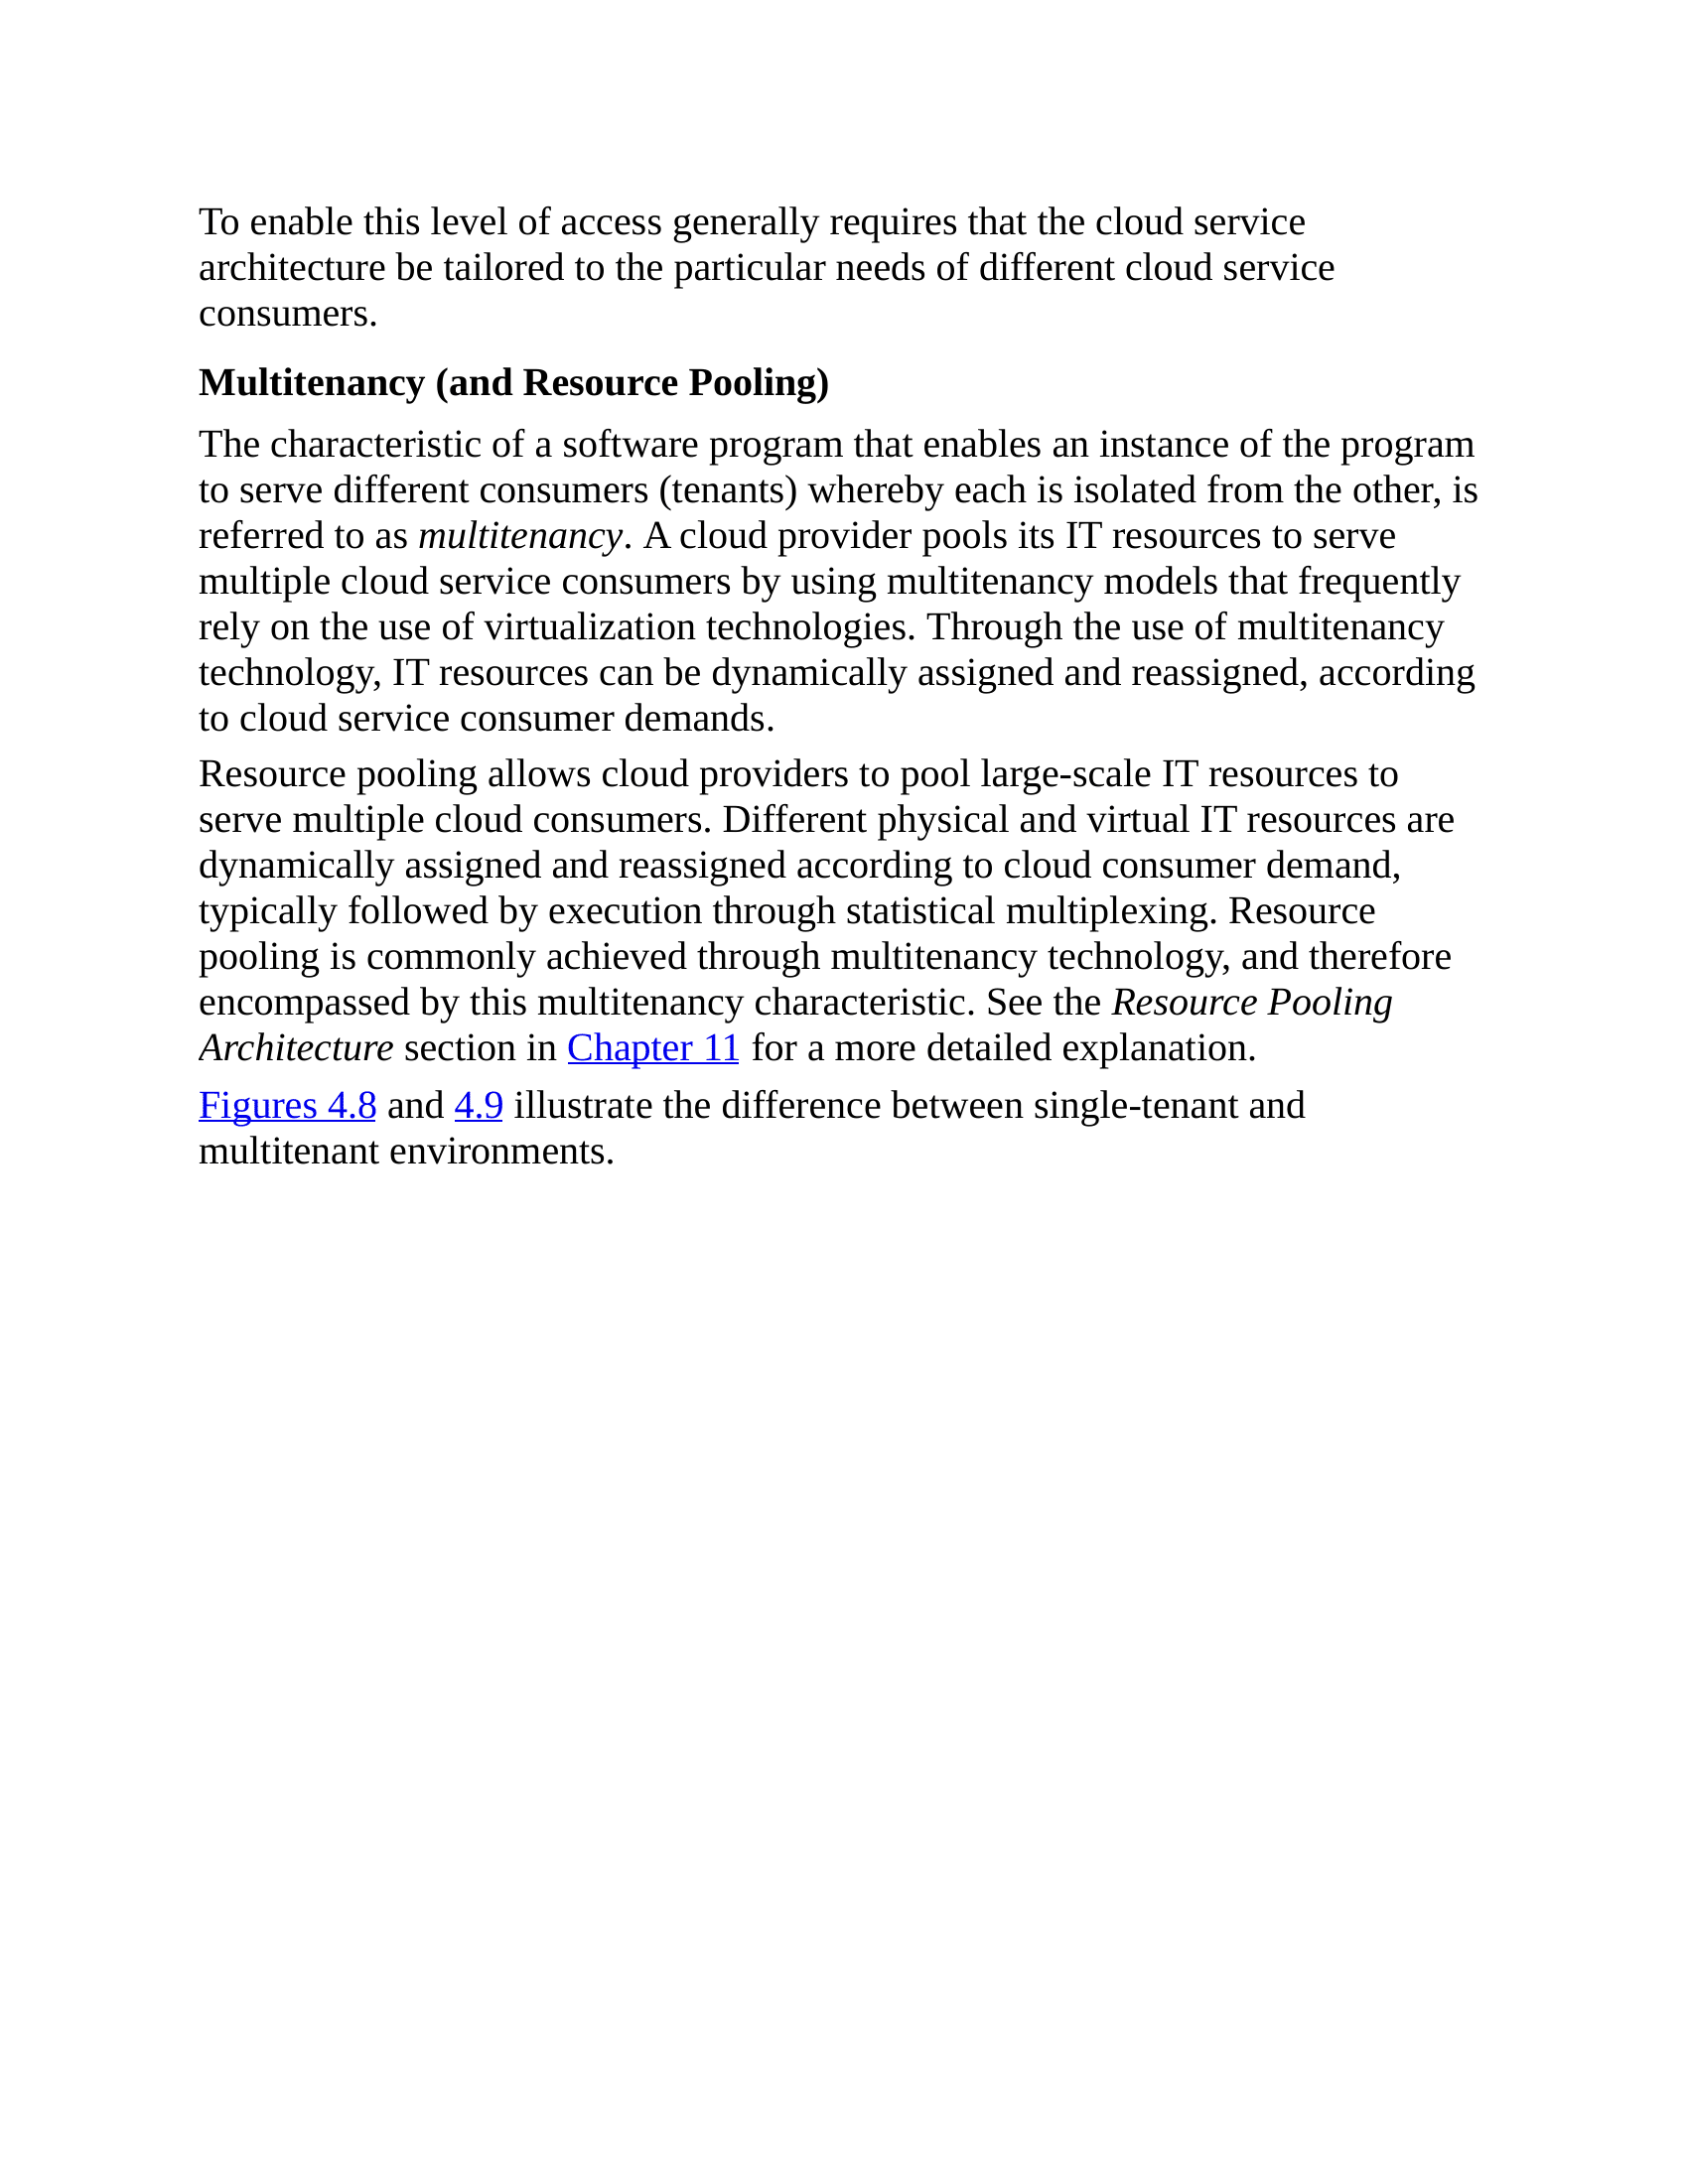 To enable this level of access generally requires that the cloud service
architecture be tailored to the particular needs of different cloud service
consumers.
Multitenancy (and Resource Pooling)
The characteristic of a software program that enables an instance of the program
to serve different consumers (tenants) whereby each is isolated from the other, is
referred to as multitenancy. A cloud provider pools its IT resources to serve
multiple cloud service consumers by using multitenancy models that frequently
rely on the use of virtualization technologies. Through the use of multitenancy
technology, IT resources can be dynamically assigned and reassigned, according
to cloud service consumer demands.
Resource pooling allows cloud providers to pool large-scale IT resources to
serve multiple cloud consumers. Different physical and virtual IT resources are
dynamically assigned and reassigned according to cloud consumer demand,
typically followed by execution through statistical multiplexing. Resource
pooling is commonly achieved through multitenancy technology, and therefore
encompassed by this multitenancy characteristic. See the Resource Pooling
Architecture section in Chapter 11 for a more detailed explanation.
Figures 4.8 and 4.9 illustrate the difference between single-tenant and
multitenant environments.